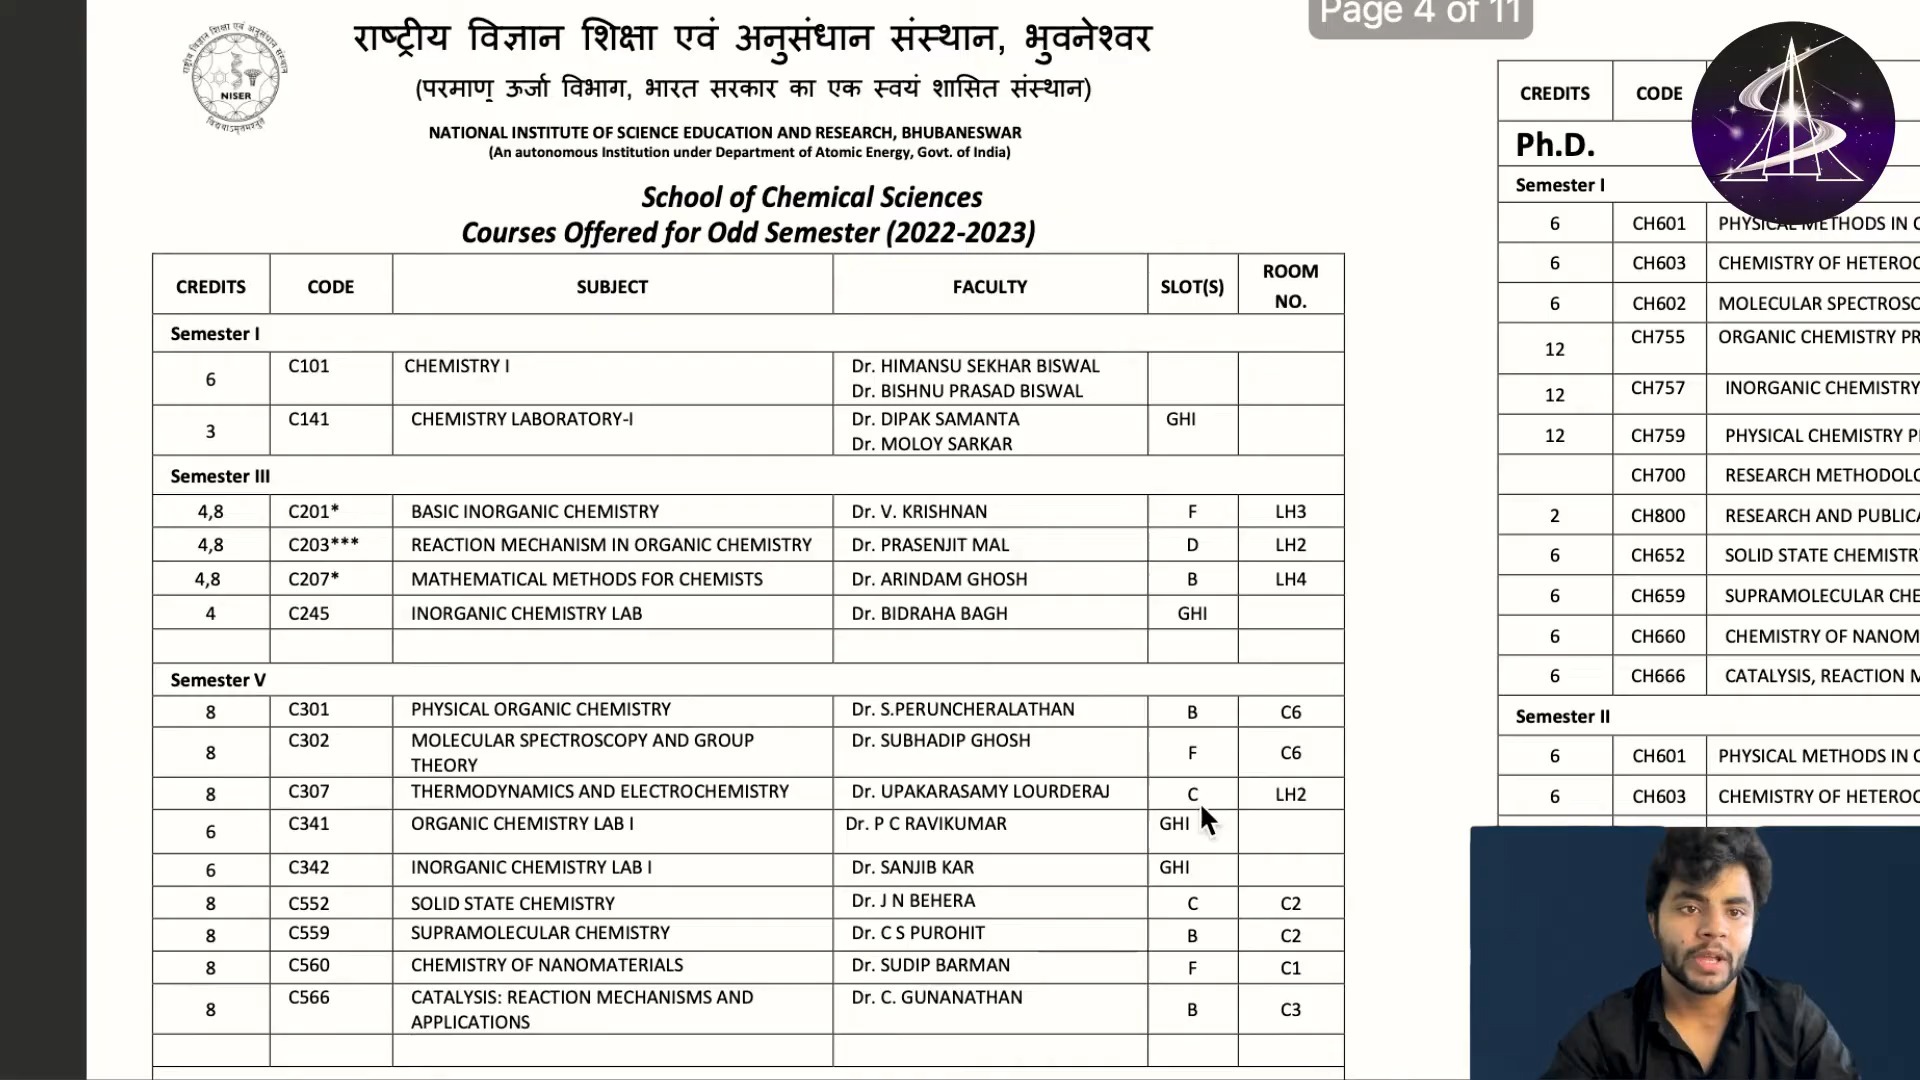 Page 4 of 11
राष्ट्रीय विज्ञान शिक्षा एवं अनुसंधान संस्थान, भुवनेश्वर
(परमाणु ऊर्जा विभाग, भारत सरकार का एक स्वयं शासित संस्थान)
NISER
NATIONAL INSTITUTE OF SCIENCE EDUCATION AND RESEARCH, BHUBANESWAR
(An autonomous Institution under Department of Atomic Energy, Govt. of India)
School of Chemical Sciences
Courses Offered for Odd Semester (2022-2023)
CREDITS CODE SUBJECT FACULTY SLOT(S) ROOM NO.
Semester I
6 C101 CHEMISTRY I Dr. HIMANSU SEKHAR BISWAL
Dr. BISHNU PRASAD BISWAL
3 C141 CHEMISTRY LABORATORY-I Dr. DIPAK SAMANTA GHI
Dr. MOLOY SARKAR
Semester III
4,8 C201* BASIC INORGANIC CHEMISTRY Dr. V. KRISHNAN F LH3
4,8 C203*** REACTION MECHANISM IN ORGANIC CHEMISTRY Dr. PRASENJIT MAL D LH2
4,8 C207* MATHEMATICAL METHODS FOR CHEMISTS Dr. ARINDAM GHOSH B LH4
4 C245 INORGANIC CHEMISTRY LAB Dr. BIDRAHA BAGH GHI
Semester V
8 C301 PHYSICAL ORGANIC CHEMISTRY Dr. S.PERUNCHERALATHAN B C6
8 C302 MOLECULAR SPECTROSCOPY AND GROUP Dr. SUBHADIP GHOSH F C6
THEORY
8 C307 THERMODYNAMICS AND ELECTROCHEMISTRY Dr. UPAKARASAMY LOURDERAJ C LH2
6 C341 ORGANIC CHEMISTRY LAB I Dr. P C RAVIKUMAR GHI
6 C342 INORGANIC CHEMISTRY LAB I Dr. SANJIB KAR GHI
8 C552 SOLID STATE CHEMISTRY Dr. J N BEHERA C C2
8 C559 SUPRAMOLECULAR CHEMISTRY Dr. C S PUROHIT B C2
8 C560 CHEMISTRY OF NANOMATERIALS Dr. SUDIP BARMAN F C1
8 C566 CATALYSIS: REACTION MECHANISMS AND Dr. C. GUNANATHAN B C3
APPLICATIONS
CREDITS CODE
Ph.D.
Semester I
6 CH601 PHYSICAL METHODS IN
6 CH603 CHEMISTRY OF HETEROC
6 CH602 MOLECULAR SPECTROSC
12 CH755 ORGANIC CHEMISTRY PR
12 CH757 INORGANIC CHEMISTRY
12 CH759 PHYSICAL CHEMISTRY P
CH700 RESEARCH METHODOLO
2 CH800 RESEARCH AND PUBLICA
6 CH652 SOLID STATE CHEMISTR
6 CH659 SUPRAMOLECULAR CHE
6 CH660 CHEMISTRY OF NANOM
6 CH666 CATALYSIS, REACTION M
Semester II
6 CH601 PHYSICAL METHODS IN
6 CH603 CHEMISTRY OF HETEROC